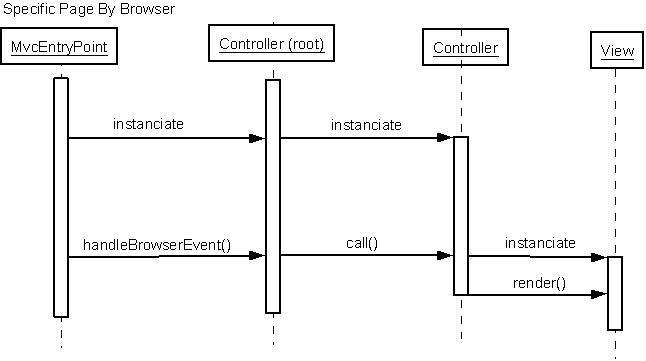 Specific Page By Browser
MvcEntryPoint
Controller (root)
Controller
View
instanciate
instanciate
handleBrowserEvent()
call()
instanciate
render()